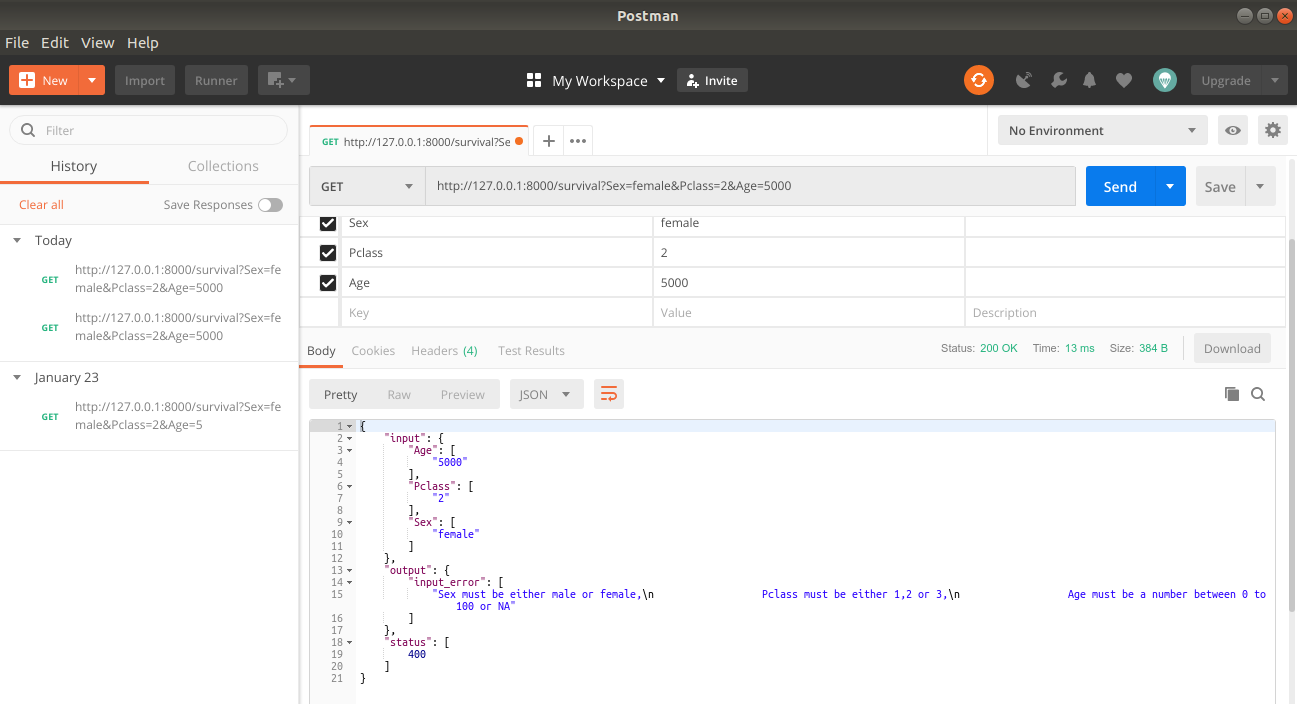 Postman
File Edit View Help
New Import Runner My Workspace Invite Upgrade
Filter
History Collections
Clear all Save Responses
Today
GET http://127.0.0.1:8000/survival?Sex=fe
male&Pclass=2&Age=5000
GET http://127.0.0.1:8000/survival?Sex=fe
male&Pclass=2&Age=5000
January 23
GET http://127.0.0.1:8000/survival?Sex=fe
male&Pclass=2&Age=5
GET http://127.0.0.1:8000/survival?Se
No Environment
GET http://127.0.0.1:8000/survival?Sex=female&Pclass=2&Age=5000 Send Save
Sex female
Pclass 2
Age 5000
Key Value Description
Body Cookies Headers (4) Test Results Status: 200 OK Time: 13 ms Size: 384 B Download
Pretty Raw Preview JSON
1 {
2 "input": {
3 "Age": [
4 "5000"
5 ],
6 "Pclass": [
7 "2"
8 ],
9 "Sex": [
10 "female"
11 ]
12 },
13 "output": {
14 "input_error": [
15 "Sex must be either male or female,\n Pclass must be either 1,2 or 3,\n Age must be a number between 0 to
100 or NA"
16 ]
17 },
18 "status": [
19 400
20 ]
21 }